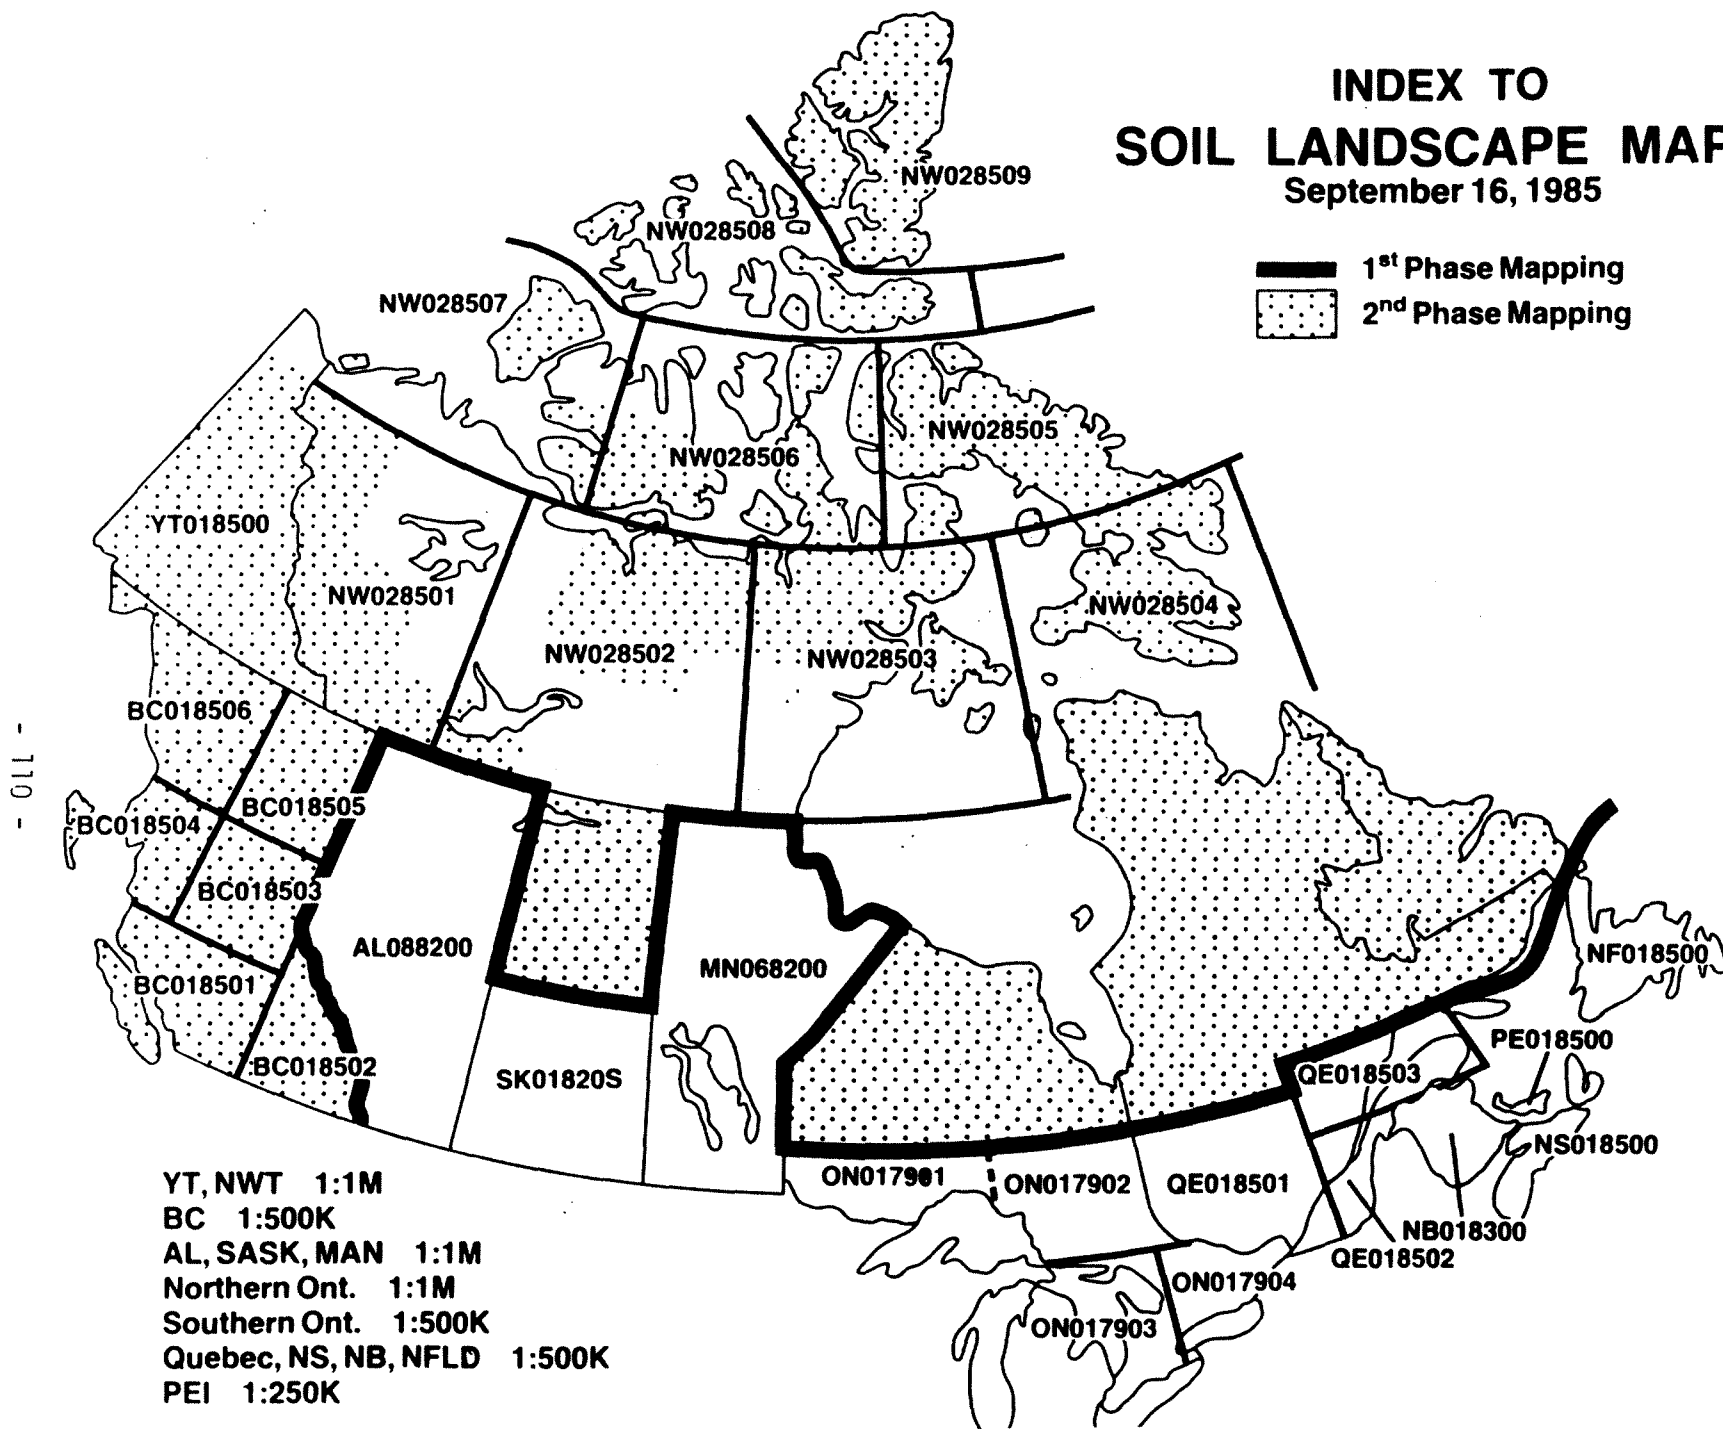 INDEX TO
SOIL LANDSCAPE MAP
September 16, 1985
1st Phase Mapping
2nd Phase Mapping
NW028509
NW028508
NW028507
NW028505
NW028506
YT018500
NW028501
NW028504
NW028502
NW028503
BC018506
BC018505
BC018504
BC018503
AL088200
NF018500
MN068200
BC018501
PE018500
BC018502
SK01820S
QE018503
NS018500
ON017901
ON017902
QE018501
NB018300
QE018502
ON017904
ON017903
- 110 -
YT, NWT 1:1M
BC 1:500K
AL, SASK, MAN 1:1M
Northern Ont. 1:1M
Southern Ont. 1:500K
Quebec, NS, NB, NFLD 1:500K
PEI 1:250K